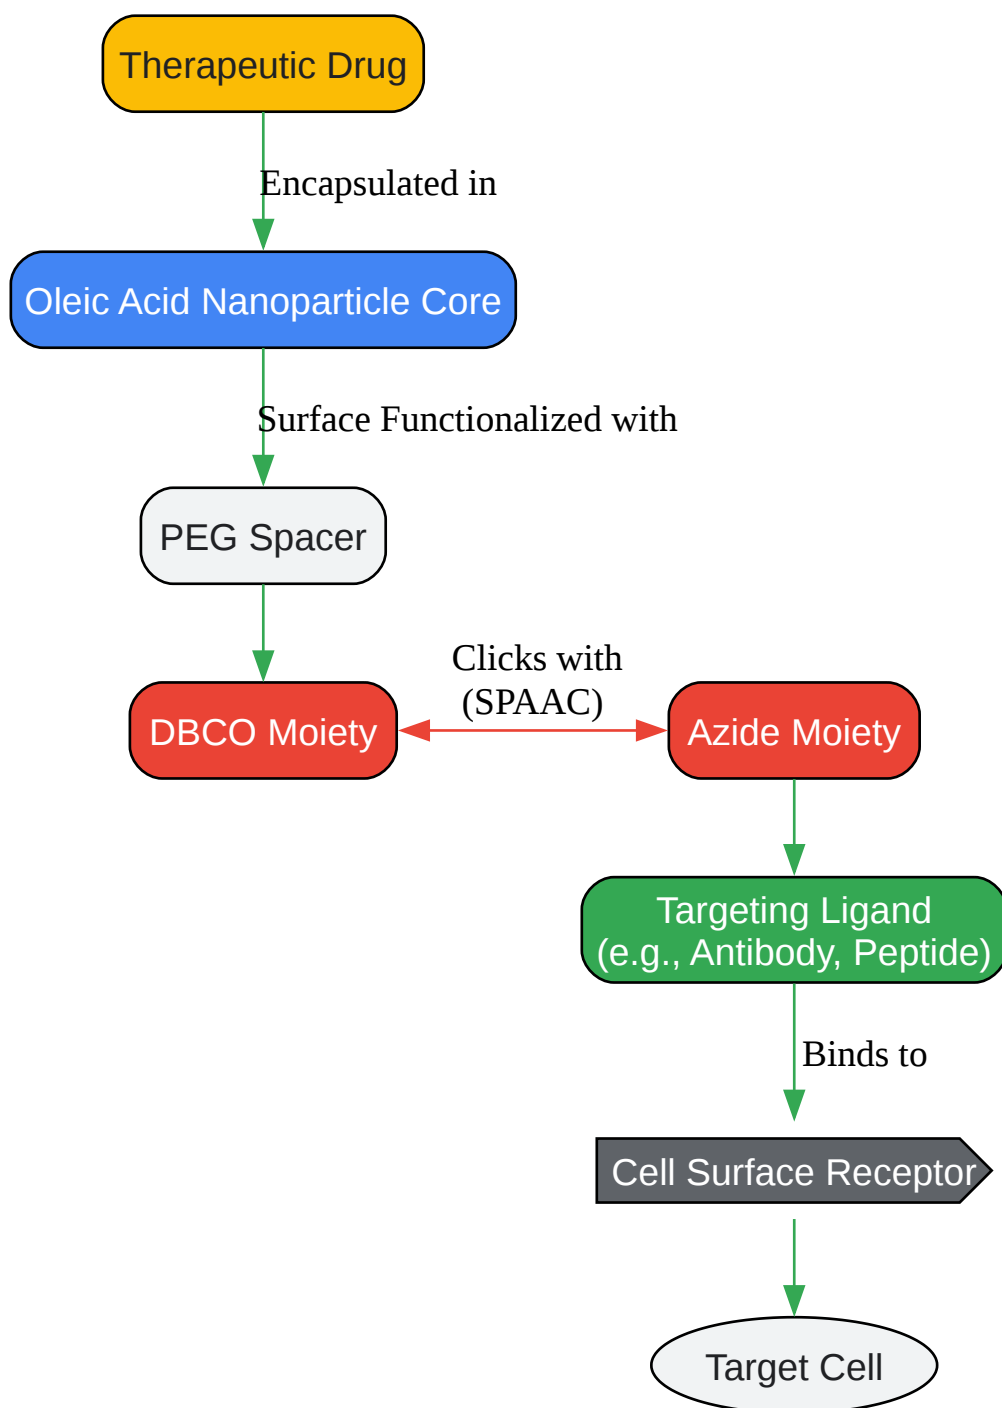 Therapeutic Drug
Encapsulated in
Oleic Acid Nanoparticle Core
Surface Functionalized with
PEG Spacer
Clicks with
(SPAAC)
DBCO Moiety
Azide Moiety
Targeting Ligand
(e.g., Antibody, Peptide)
Binds to
Cell Surface Receptor
Target Cell